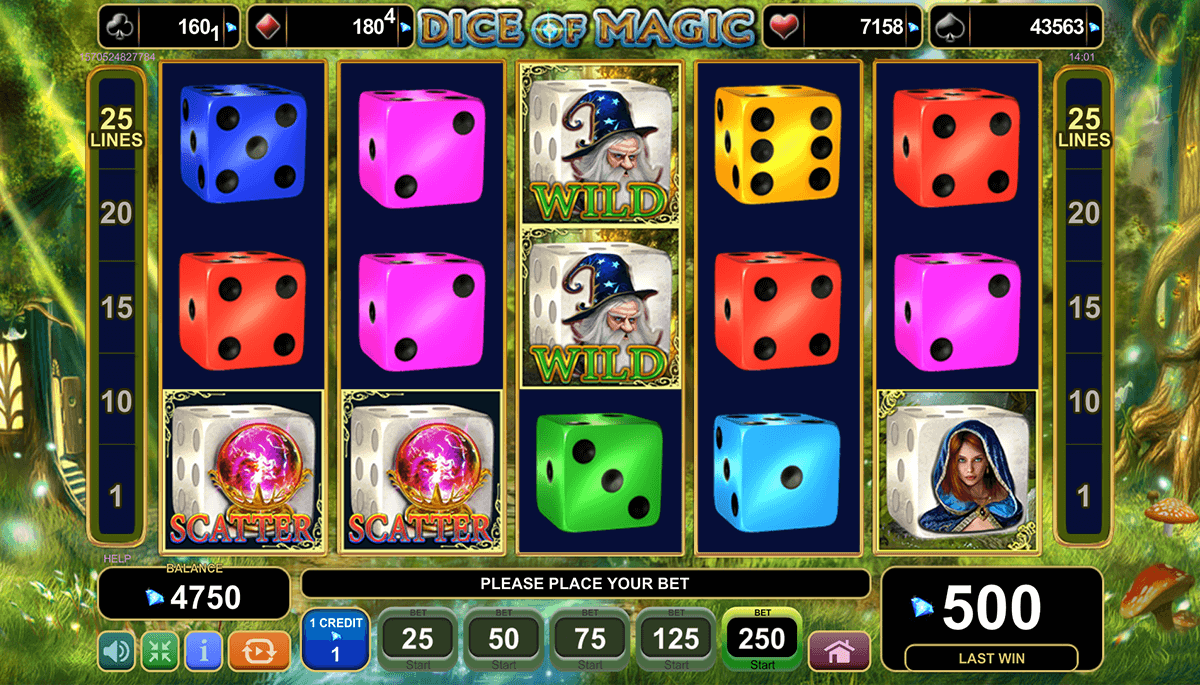 160₁
180⁴
DICE OF MAGIC
7158
43563
14:01
25
LINES
20
15
10
1
25
LINES
20
15
10
1
WILD
WILD
SCATTER
SCATTER
HELP
BALANCE
4750
PLEASE PLACE YOUR BET
500
LAST WIN
1 CREDIT
1
BET
25
Start
BET
50
Start
BET
75
Start
BET
125
Start
BET
250
Start
i